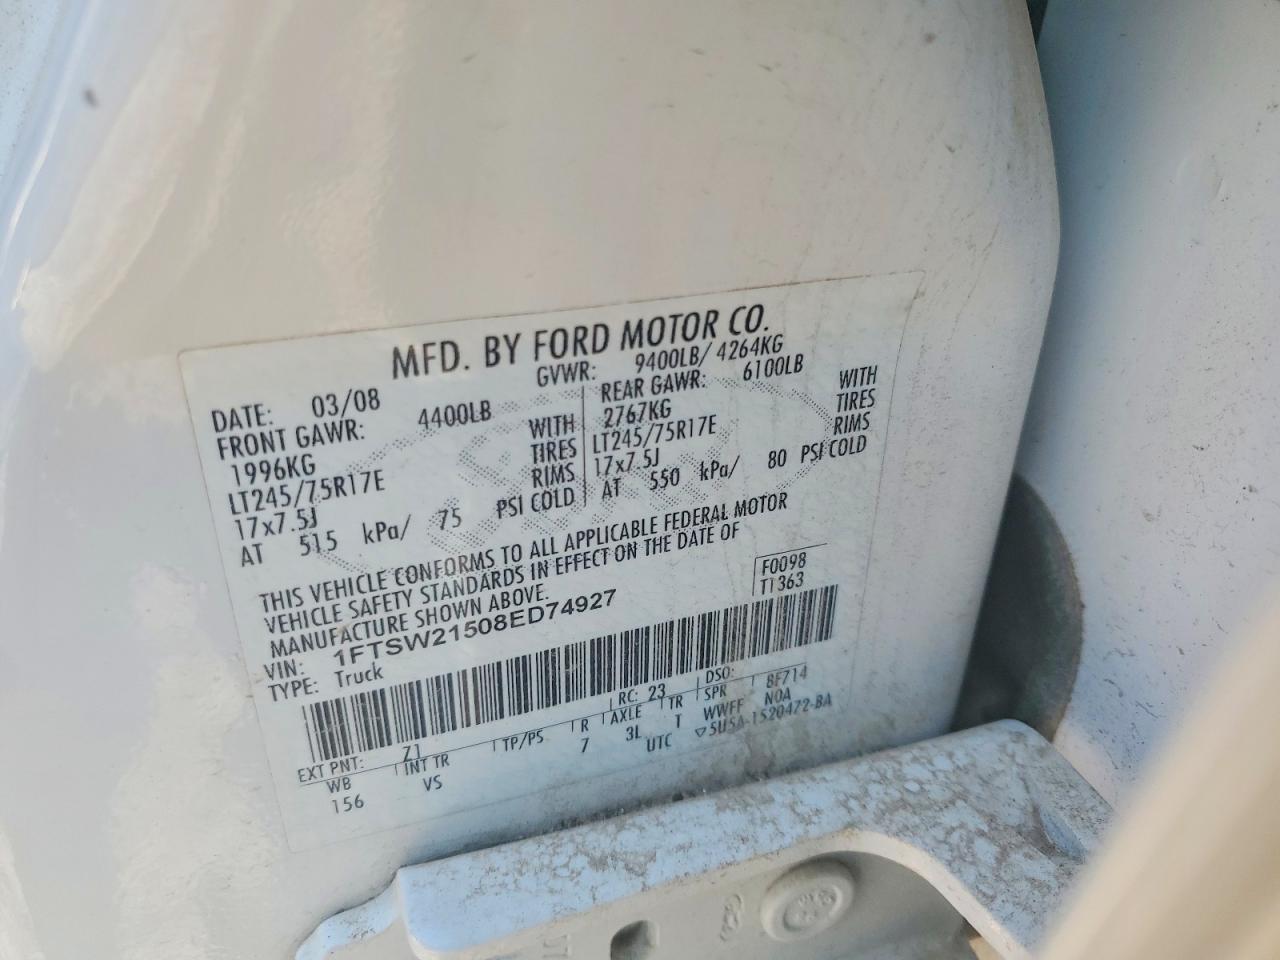 MFD. BY FORD MOTOR CO.
DATE: 03/08 GVWR: 9400LB/ 4264KG
FRONT GAWR: 4400LB REAR GAWR: 6100LB
1996KG WITH 2767KG WITH
LT245/75R17E TIRES LT245/75R17E TIRES
17x7.5J RIMS 17x7.5J RIMS
AT 515 kPa/ 75 PSI COLD AT 550 kPa/ 80 PSI COLD
THIS VEHICLE CONFORMS TO ALL APPLICABLE FEDERAL MOTOR
VEHICLE SAFETY STANDARDS IN EFFECT ON THE DATE OF
MANUFACTURE SHOWN ABOVE.
F0098
VIN: 1FTSW21508ED74927
T1363
TYPE: Truck
EXT PNT: Z1 RC: 23 DSO: 8F714
WB INT TR TP/PS R AXLE TR SPR N0A
156 VS 7 3L T WWFF
UTC ▽5U5A-1520472-BA